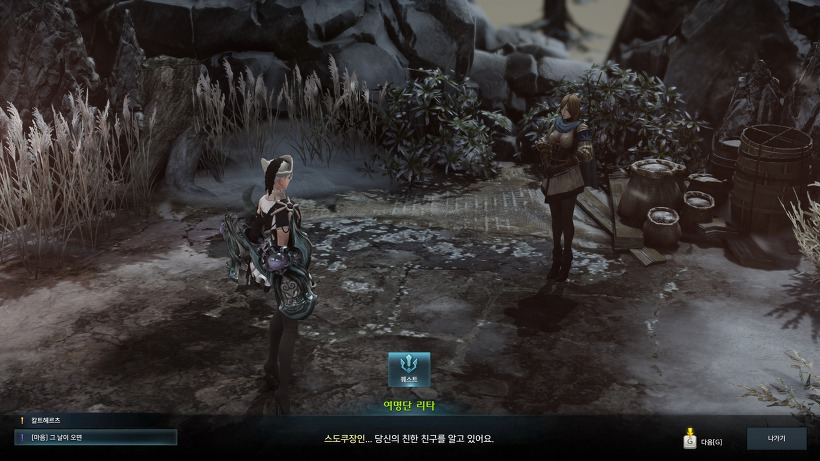 퀘스트
여명단 리타
! 칼트헤르츠
! [마음] 그 날이 오면
스도쿠장인... 당신의 친한 친구를 알고 있어요.
G 다음[G]
나가기